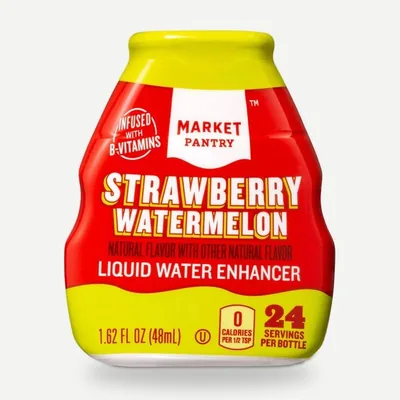 INFUSED
WITH
B-VITAMINS
MARKET
PANTRY
™
STRAWBERRY
WATERMELON
NATURAL FLAVOR WITH OTHER NATURAL FLAVOR
LIQUID WATER ENHANCER
1.62 FL OZ (48mL)
U
0
CALORIES
PER 1/2 TSP
24
SERVINGS
PER BOTTLE